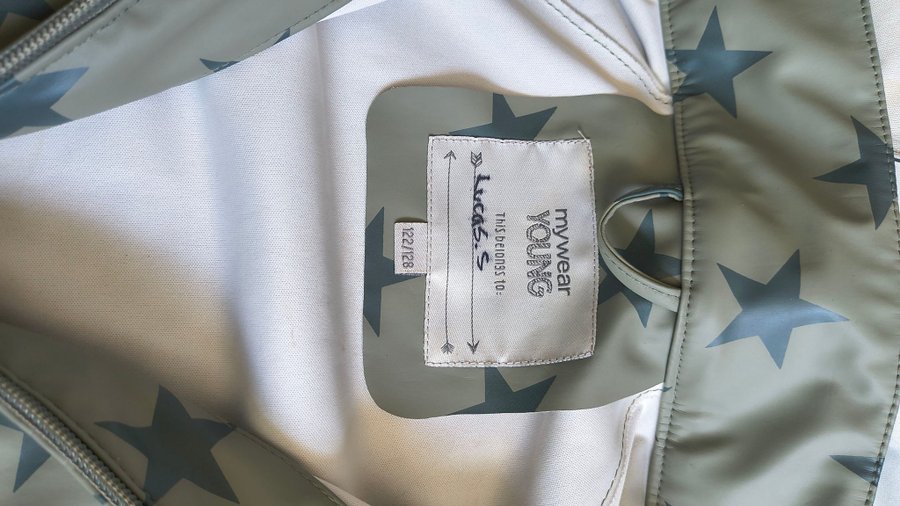 mywear
YOUNG
This belongs to:
Lucas.S
122/128